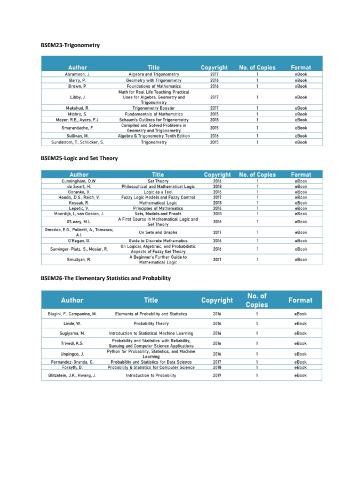 BSEM23-Trigonometry
Author Title Copyright No. of Copies Format
Abramson, J. Algebra and Trigonometry 2017 1 eBook
Barry, P. Geometry with Trigonometry 2016 1 eBook
Brown, P. Foundations of Mathematics 2016 1 eBook
Math for Real Life Teaching Practical
Libby, J. Uses for Algebra, Geometry and 2017 1 eBook
Trigonometry
R. Trigonometry Booster 2017 1 eBook
Mishra, S. Fundamentals of Mathematics 2015 1 eBook
Moyer, R.E., Ayers, F.J. Schaum's Outlines for Trigonometry 2018 1 eBook
Smarandache, F. Compiled and Solved Problems in 2015 1 eBook
Geometry and Trigonometry
Sullivan, M. Algebra & Trigonometry Tenth Edition 2016 1 eBook
Sundstrom, T., Schlicker, S. Trigonometry 2015 1 eBook
BSEM25-Logic and Set Theory
Author Title Copyright No. of Copies Format
Cunningham, D.W. Set Theory 2016 1 eBook
de Swart, H. Philosophical and Mathematical Logic 2018 1 eBook
Gonanka, V. Logic as a Tool 2016 1 eBook
Hooda, D.S., Raich, V. Fuzzy Logic Models and Fuzzy Control 2017 1 eBook
Kossak, R. Mathematical Logic 2018 1 eBook
Lepetic, V. Principles of Mathematics 2016 1 eBook
Moerdijk, I., van Oosten, J. Sets, Models and Proofs 2018 1 eBook
O'Leary, M.L. A First Course in Mathematical Logic and 2016 1 eBook
Set Theory
E.G., Pelletti, A., Tomescu, On Sets and Graphs 2017 1 eBook
A.I.
O'Regan, G. Guide to Discrete Mathematics 2016 1 eBook
Saminger-Platz, S., Mesiar, R. On Logical, Algebraic, and Probabilistic 2016 1 eBook
Aspects of Fuzzy Set Theory
Smullyan, R. A Beginner's Further Guide to 2017 1 eBook
Mathematical Logic
BSEM26-The Elementary Statistics and Probability
Author Title Copyright No. of Copies Format
Biagini, F., Campanino, M. Elements of Probability and Statistics 2016 1 eBook
Linde, W. Probability Theory 2016 1 eBook
Sugiyama, M. Introduction to Statistical Machine Learning 2016 1 eBook
Trivedi, K.S. Probability and Statistics with Reliability, 2016 1 eBook
Queuing and Computer Science Applications
Unpingco, J. Python for Probability, Statistics, and Machine 2016 1 eBook
Learning
Fernandez-Granda, C. Probability and Statistics for Data Science 2017 1 eBook
Forsyth, D. Probability & Statistics for Computer Science 2018 1 eBook
Blitzstein, J.K., Hwang, J. Introduction to Probability 2019 1 eBook